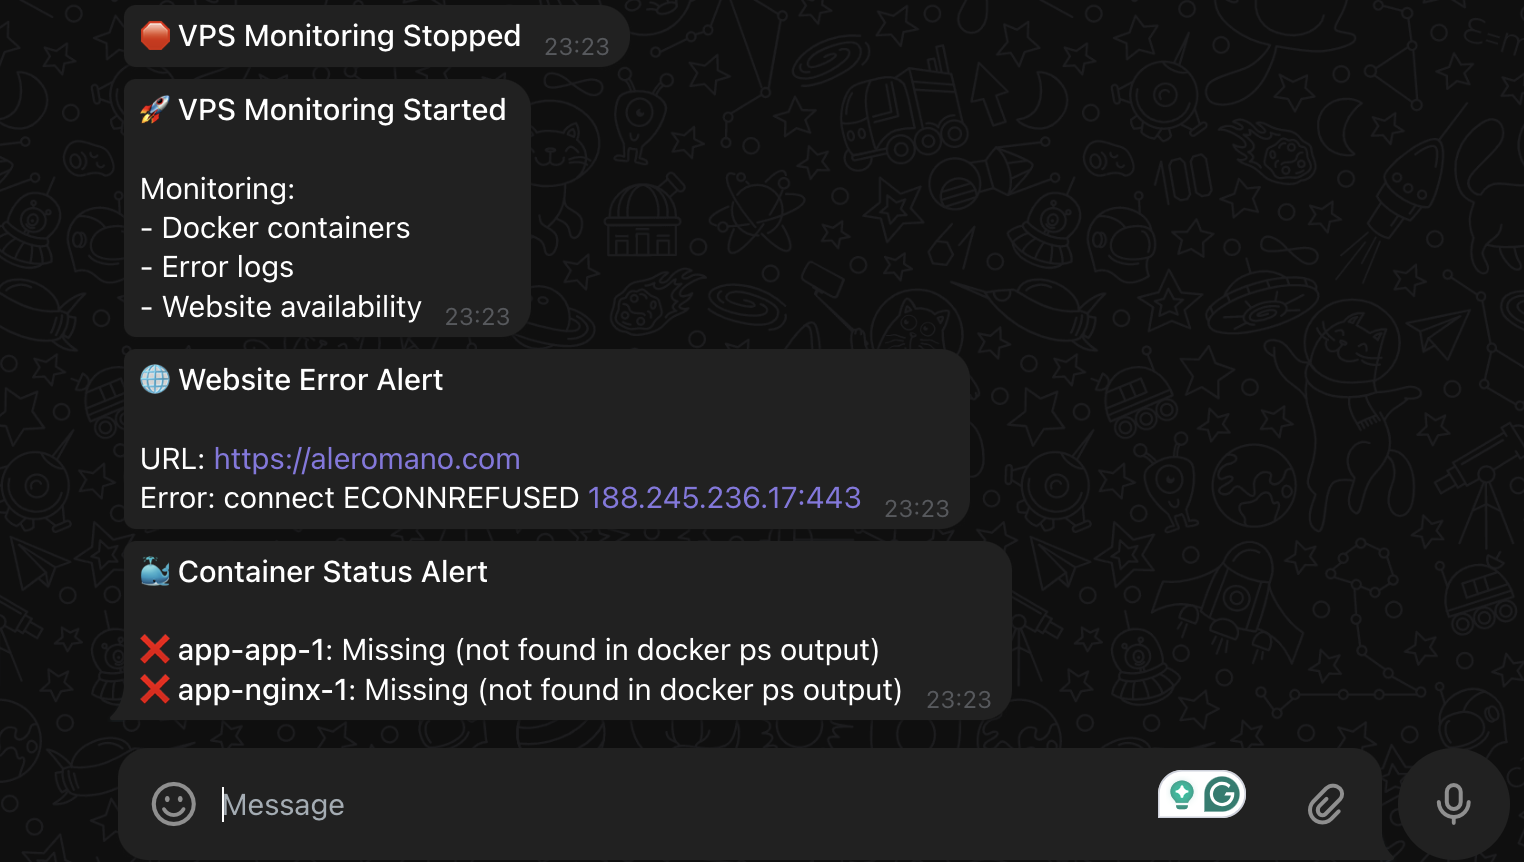 🛑 VPS Monitoring Stopped 23:23
🚀 VPS Monitoring Started
Monitoring:
- Docker containers
- Error logs
- Website availability 23:23
🌐 Website Error Alert
URL: https://aleromano.com
Error: connect ECONNREFUSED 188.245.236.17:443 23:23
🐳 Container Status Alert
❌ app-app-1: Missing (not found in docker ps output)
❌ app-nginx-1: Missing (not found in docker ps output) 23:23
Message